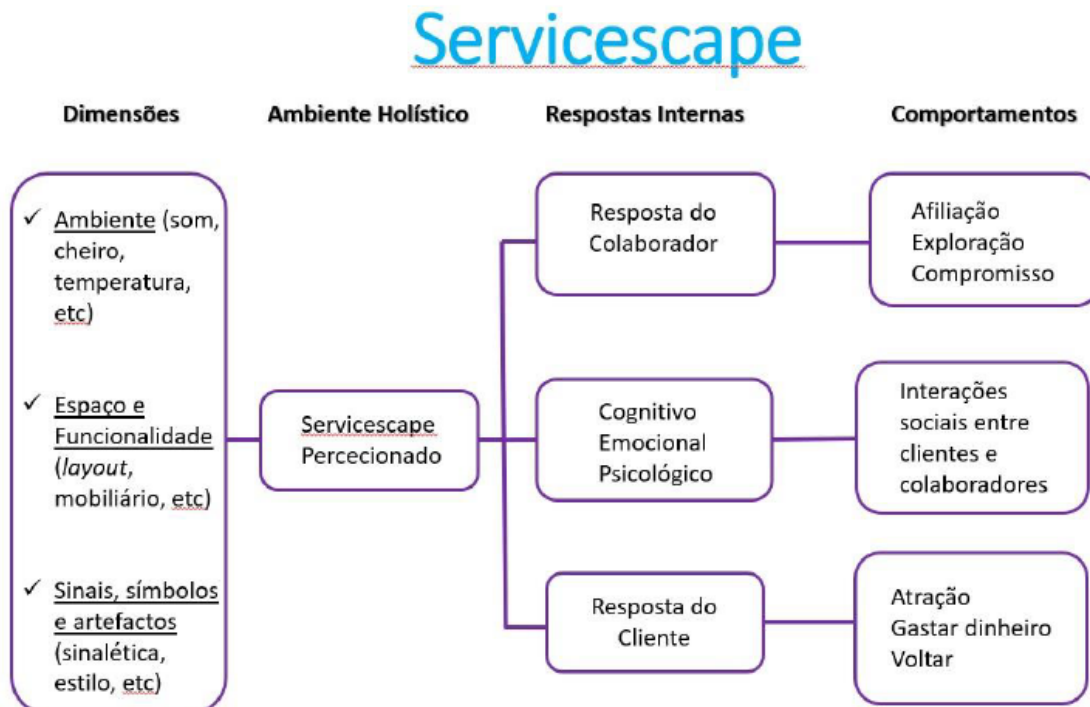 Servicescape
Dimensões
Ambiente Holístico
Respostas Internas
Comportamentos
✓ Ambiente (som,
cheiro,
temperatura,
etc)
✓ Espaço e
Funcionalidade
(layout,
mobiliário, etc)
✓ Sinais, símbolos
e artefactos
(sinalética,
estilo, etc)
Servicescape
Percecionado
Resposta do
Colaborador
Cognitivo
Emocional
Psicológico
Resposta do
Cliente
Afiliação
Exploração
Compromisso
Interações
sociais entre
clientes e
colaboradores
Atração
Gastar dinheiro
Voltar